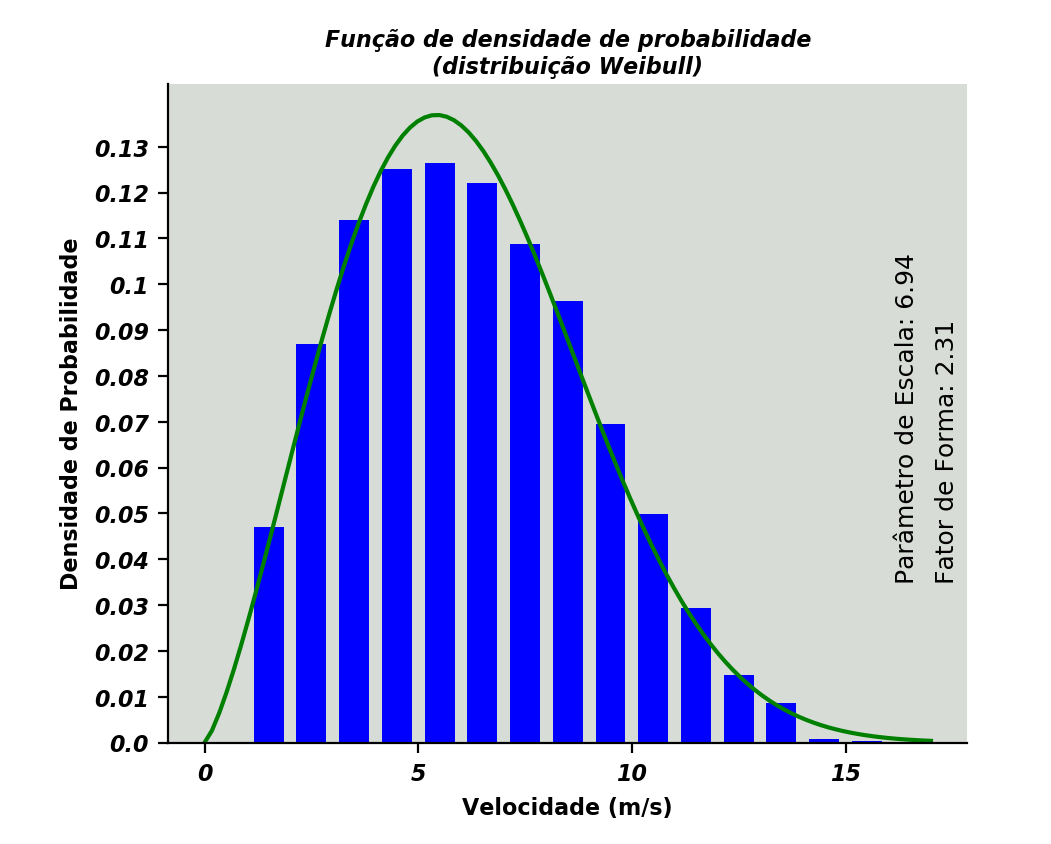 Função de densidade de probabilidade
(distribuição Weibull)
Densidade de Probabilidade
0.13
0.12
0.11
0.1
0.09
0.08
0.07
0.06
0.05
0.04
0.03
0.02
0.01
0.0
Parâmetro de Escala: 6.94
Fator de Forma: 2.31
0 5 10 15
Velocidade (m/s)